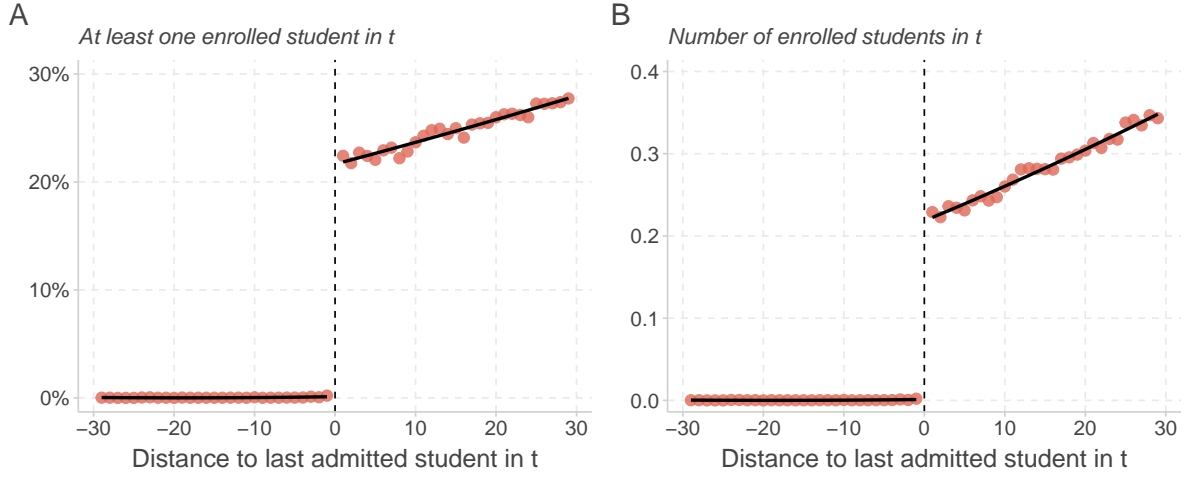 A
At least one enrolled student in t
30%
20%
10%
0%
−30 −20 −10 0 10 20 30
Distance to last admitted student in t
B
Number of enrolled students in t
0.4
0.3
0.2
0.1
0.0
−30 −20 −10 0 10 20 30
Distance to last admitted student in t